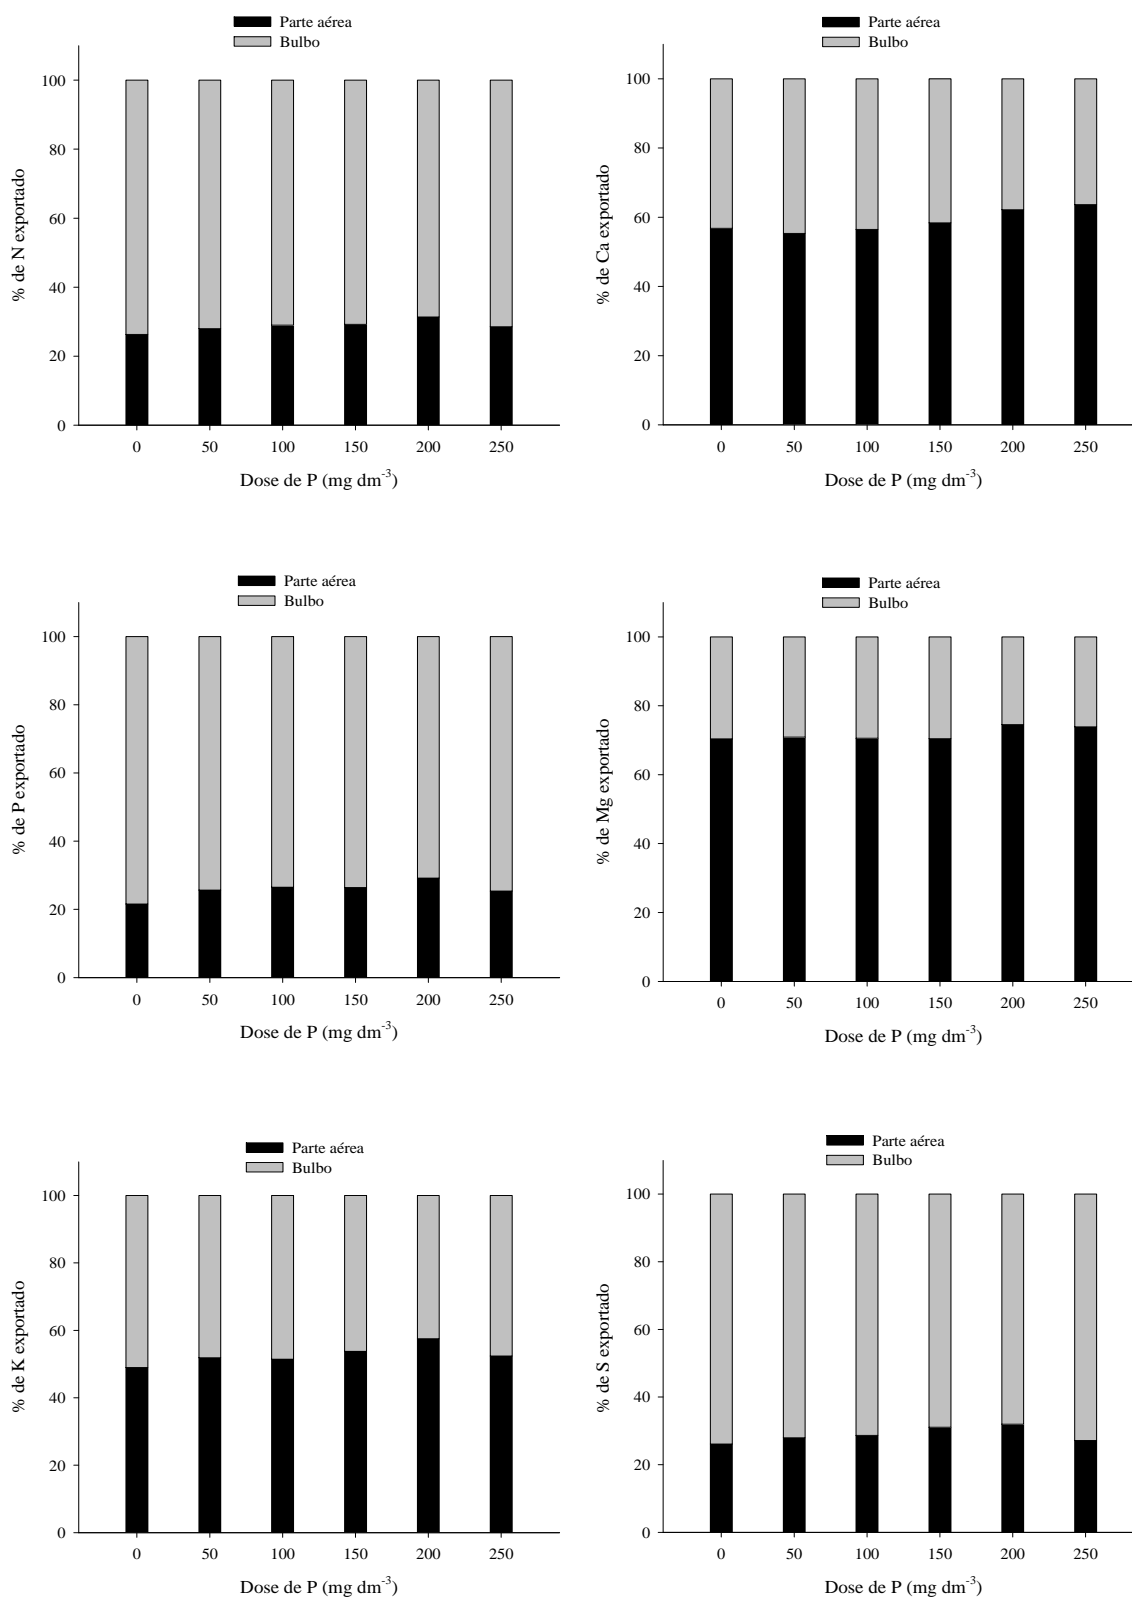 Parte aérea
Bulbo
100
80
60
40
20
0
% de N exportado
0 50 100 150 200 250
Dose de P (mg dm-3)
Parte aérea
Bulbo
100
80
60
40
20
0
% de Ca exportado
0 50 100 150 200 250
Dose de P (mg dm-3)
Parte aérea
Bulbo
100
80
60
40
20
0
% de P exportado
0 50 100 150 200 250
Dose de P (mg dm-3)
Parte aérea
Bulbo
100
80
60
40
20
0
% de Mg exportado
0 50 100 150 200 250
Dose de P (mg dm-3)
Parte aérea
Bulbo
100
80
60
40
20
0
% de K exportado
0 50 100 150 200 250
Dose de P (mg dm-3)
Parte aérea
Bulbo
100
80
60
40
20
0
% de S exportado
0 50 100 150 200 250
Dose de P (mg dm-3)